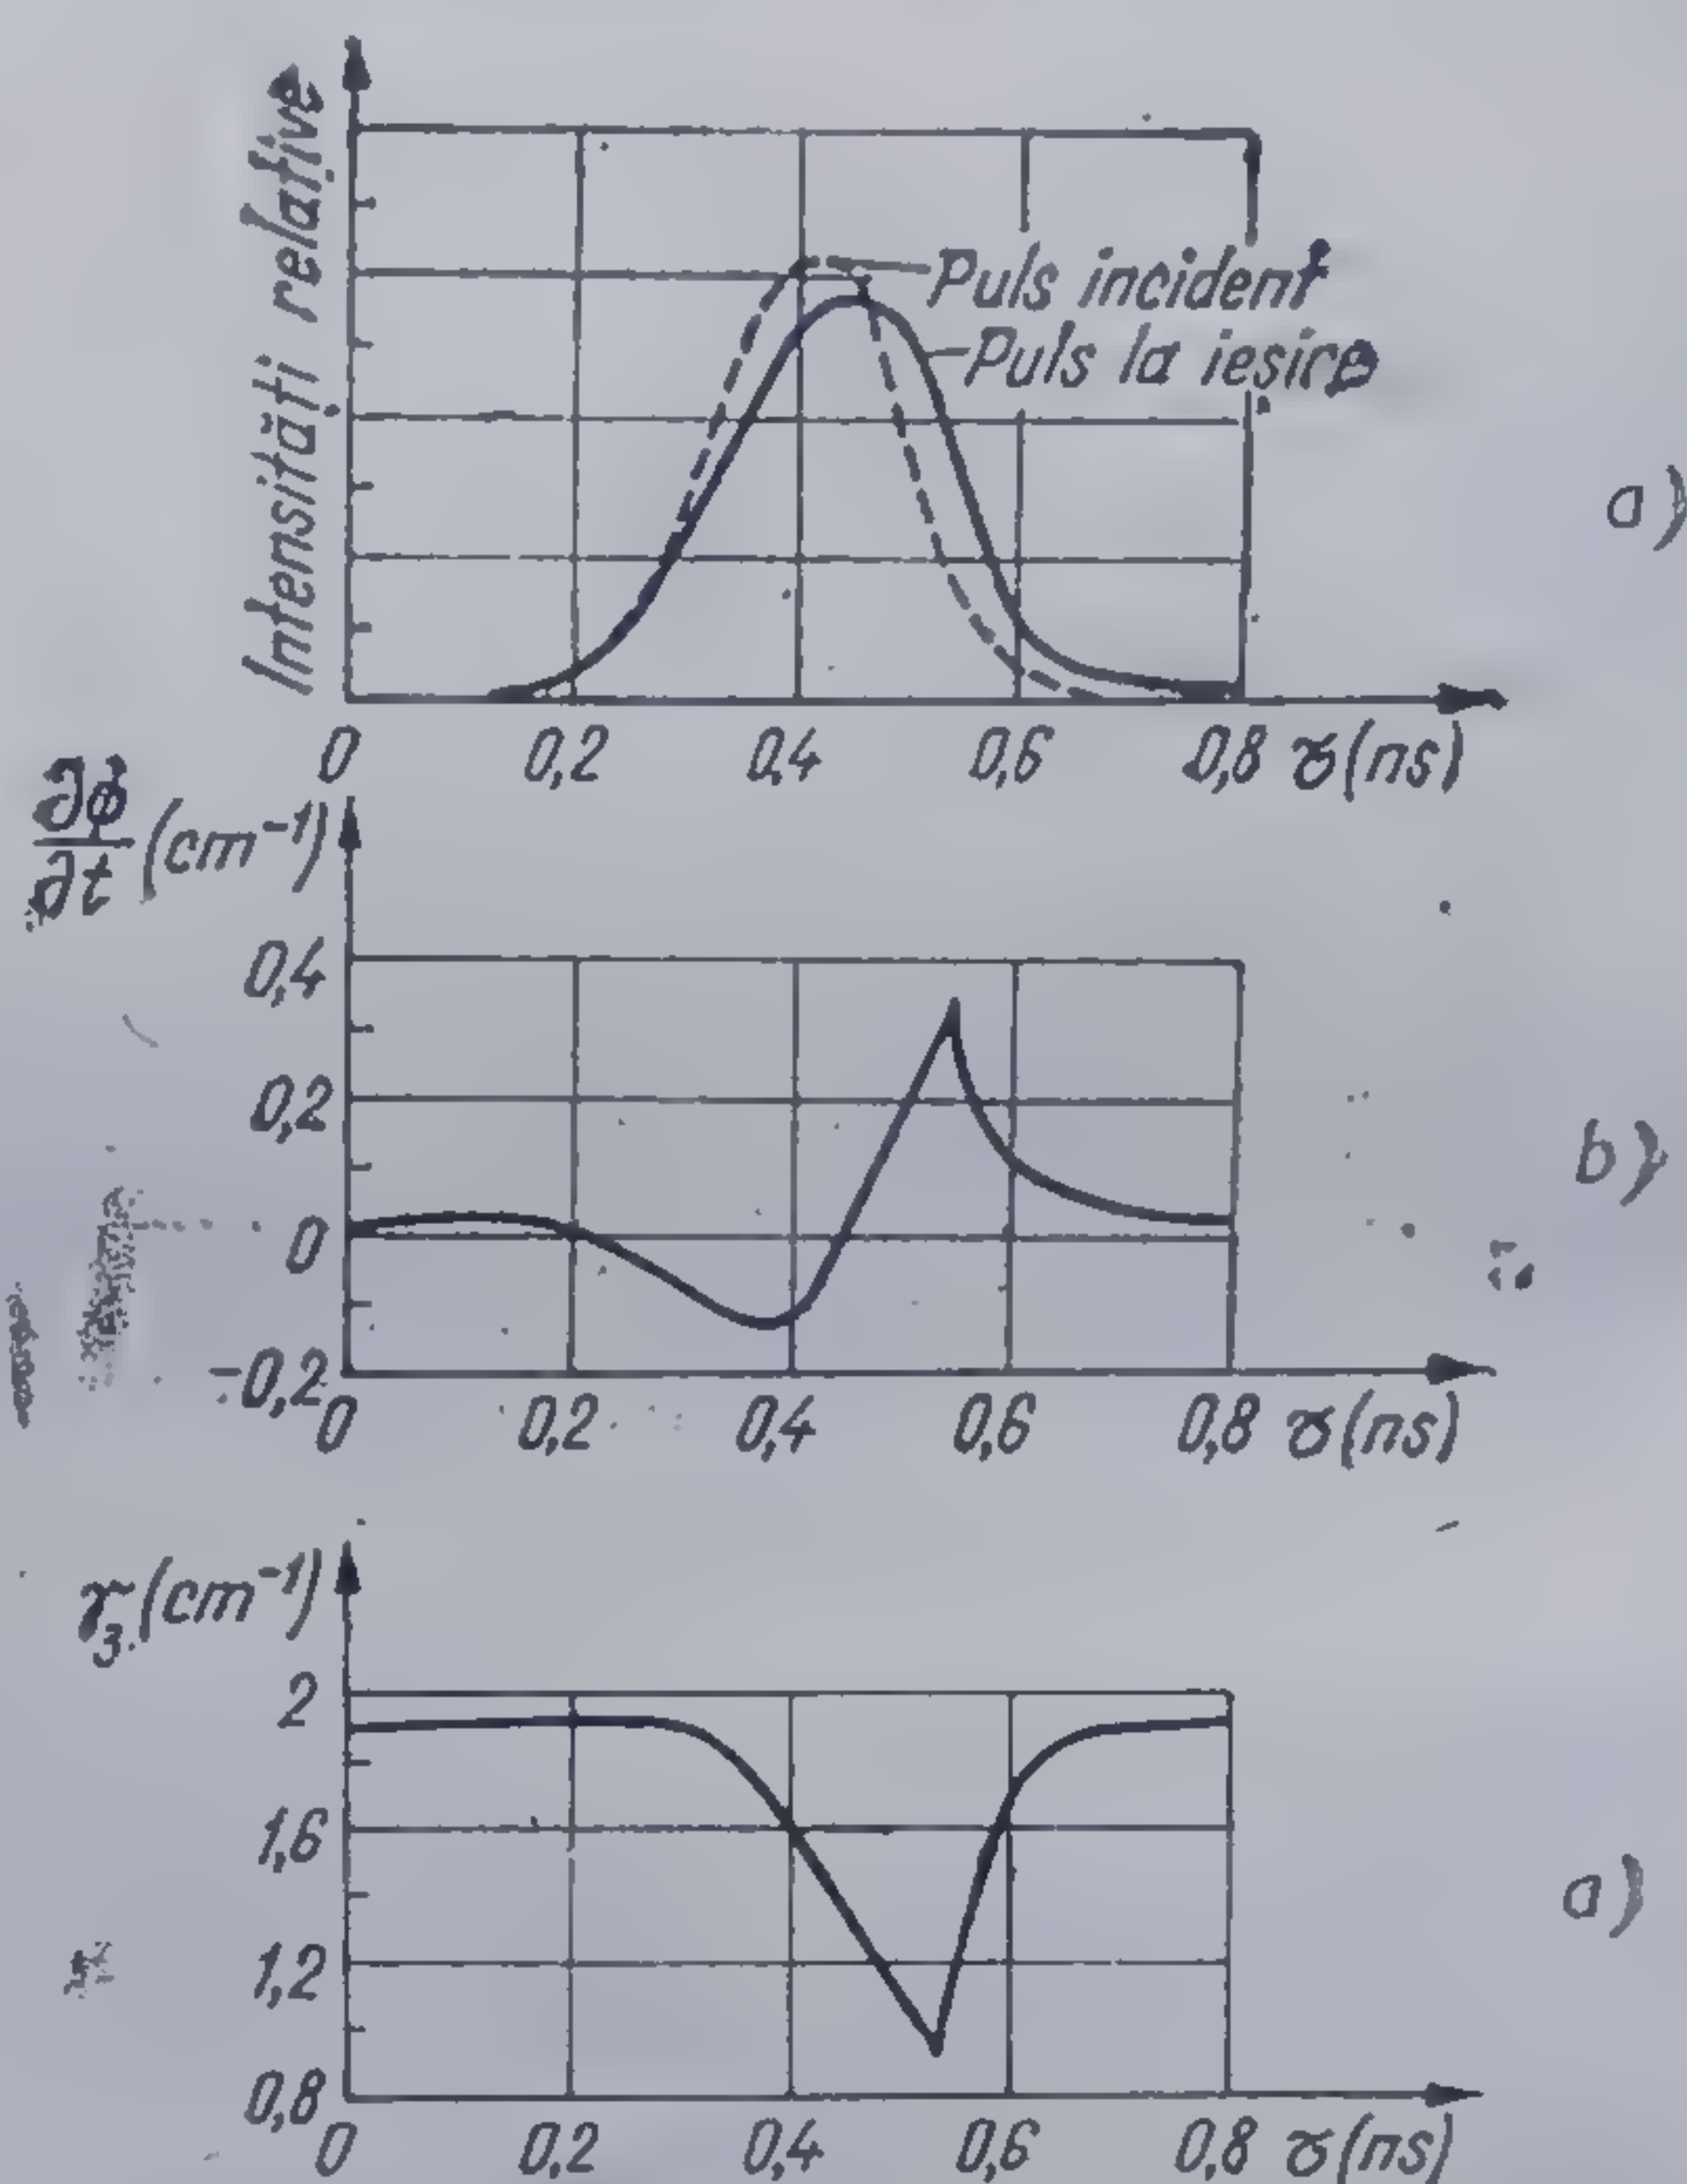 Intensități relative
Puls incident
Puls la iesire
a)
0 0,2 0,4 0,6 0,8 𝜏(ns)
∂ϕ/∂t (cm⁻¹)
0,4
0,2
0
-0,2
b)
0 0,2 0,4 0,6 0,8 𝜏(ns)
γ₃ (cm⁻¹)
2
1,6
1,2
0,8
a)
0 0,2 0,4 0,6 0,8 𝜏(ns)